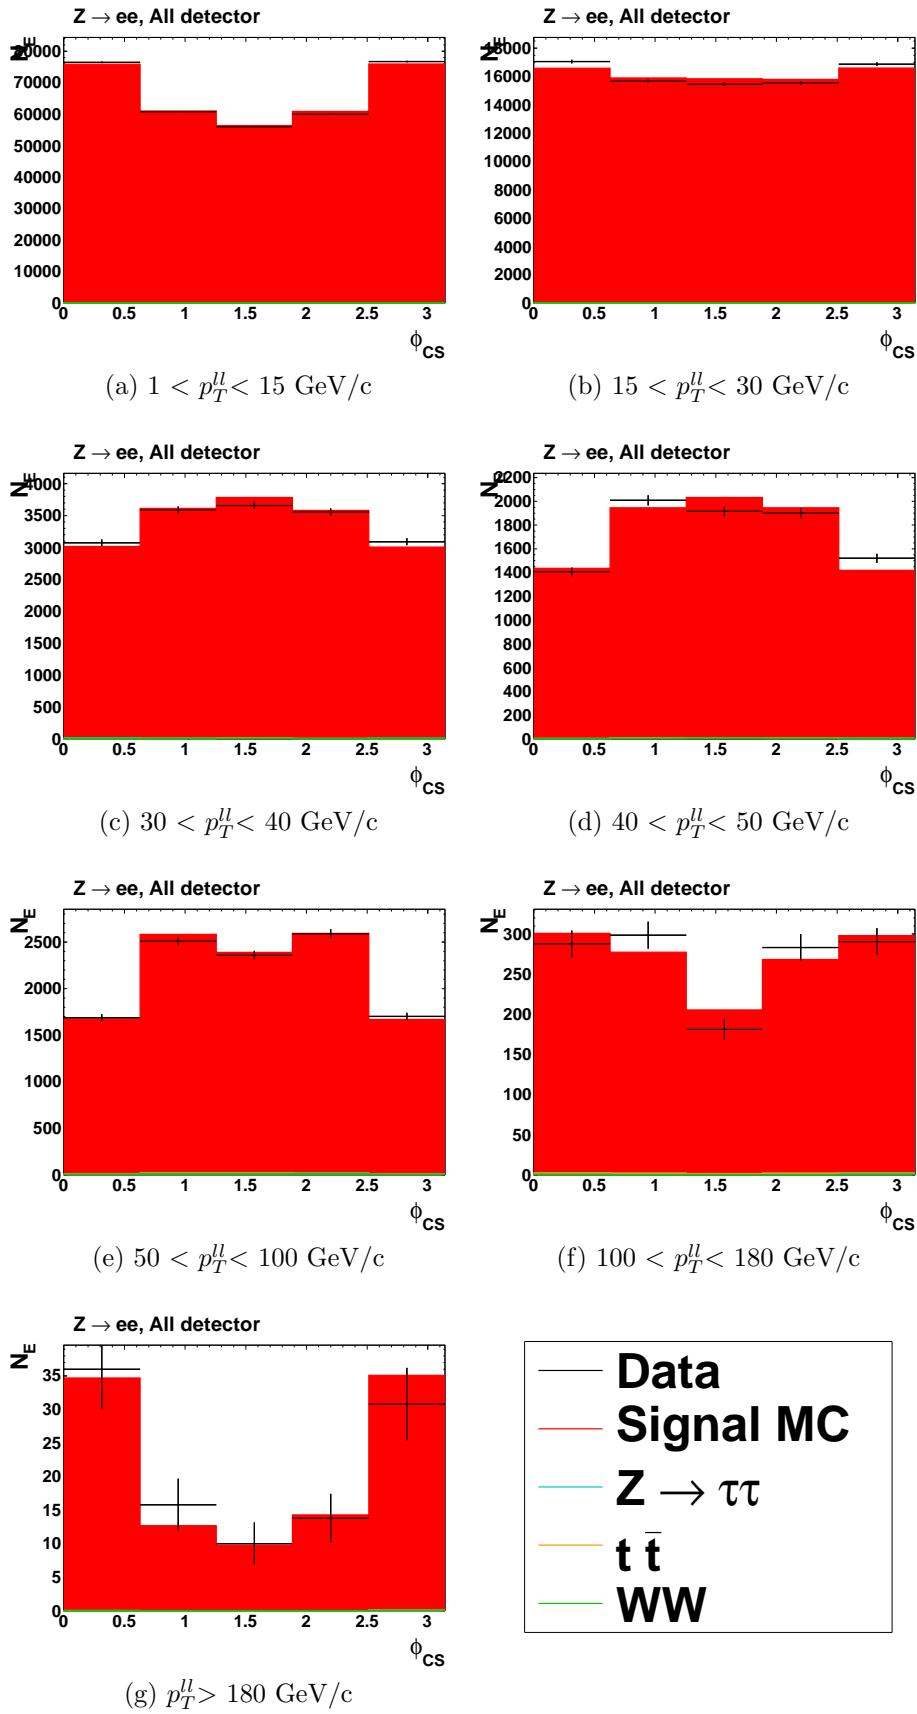 Z → ee, All detector
N_E
80000
70000
60000
50000
40000
30000
20000
10000
0
0 0.5 1 1.5 2 2.5 3
ϕ_CS
(a) 1 < p_T^{ll} < 15 GeV/c
Z → ee, All detector
N_E
18000
16000
14000
12000
10000
8000
6000
4000
2000
0
0 0.5 1 1.5 2 2.5 3
ϕ_CS
(b) 15 < p_T^{ll} < 30 GeV/c
Z → ee, All detector
N_E
4000
3500
3000
2500
2000
1500
1000
500
0
0 0.5 1 1.5 2 2.5 3
ϕ_CS
(c) 30 < p_T^{ll} < 40 GeV/c
Z → ee, All detector
N_E
2200
2000
1800
1600
1400
1200
1000
800
600
400
200
0
0 0.5 1 1.5 2 2.5 3
ϕ_CS
(d) 40 < p_T^{ll} < 50 GeV/c
Z → ee, All detector
N_E
2500
2000
1500
1000
500
0
0 0.5 1 1.5 2 2.5 3
ϕ_CS
(e) 50 < p_T^{ll} < 100 GeV/c
Z → ee, All detector
N_E
300
250
200
150
100
50
0
0 0.5 1 1.5 2 2.5 3
ϕ_CS
(f) 100 < p_T^{ll} < 180 GeV/c
Z → ee, All detector
N_E
35
30
25
20
15
10
5
0
0 0.5 1 1.5 2 2.5 3
ϕ_CS
(g) p_T^{ll} > 180 GeV/c
Data
Signal MC
Z → ττ
t t̄
WW